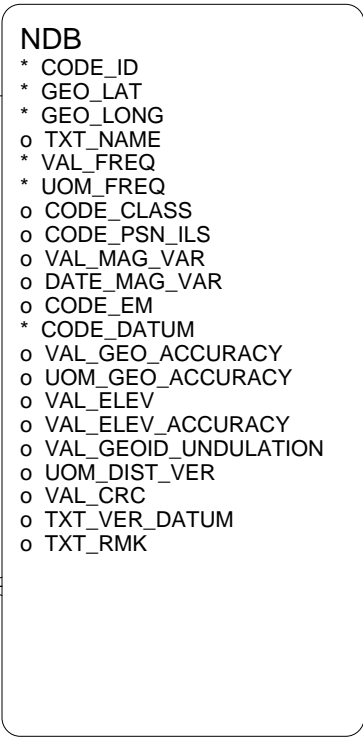 NDB
* CODE_ID
* GEO_LAT
* GEO_LONG
o TXT_NAME
* VAL_FREQ
* UOM_FREQ
o CODE_CLASS
o CODE_PSN_ILS
o VAL_MAG_VAR
o DATE_MAG_VAR
o CODE_EM
* CODE_DATUM
o VAL_GEO_ACCURACY
o UOM_GEO_ACCURACY
o VAL_ELEV
o VAL_ELEV_ACCURACY
o VAL_GEOID_UNDULATION
o UOM_DIST_VER
o VAL_CRC
o TXT_VER_DATUM
o TXT_RMK